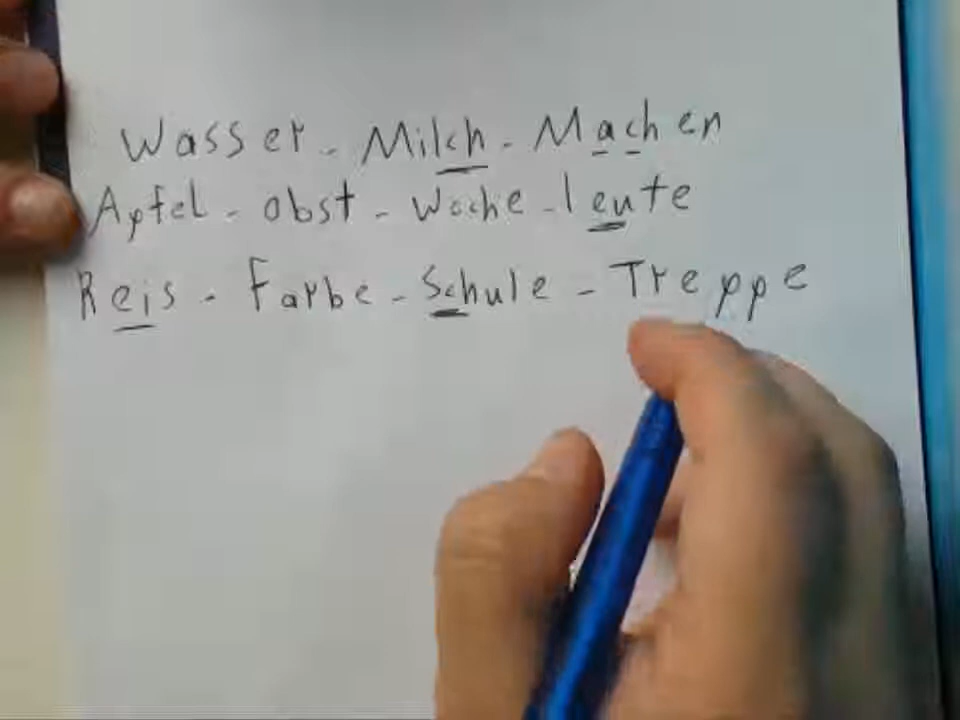 Wasser - Milch - Machen
Apfel - obst - Woche - leute
Reis - Farbe - Schule - Treppe